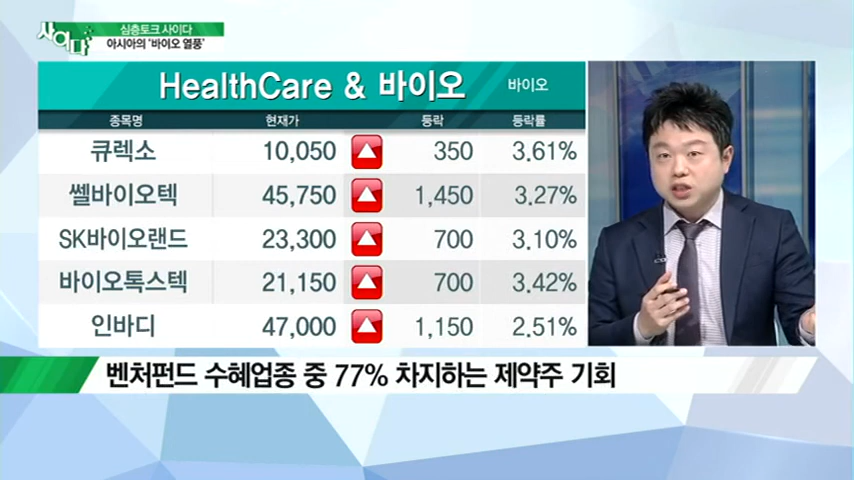 사이다
심층토크 사이다
아시아의 '바이오 열풍'
HealthCare & 바이오 바이오
종목명 현재가 등락 등락률
큐렉소 10,050 350 3.61%
쎌바이오텍 45,750 1,450 3.27%
SK바이오랜드 23,300 700 3.10%
바이오톡스텍 21,150 700 3.42%
인바디 47,000 1,150 2.51%
벤처펀드 수혜업종 중 77% 차지하는 제약주 기회